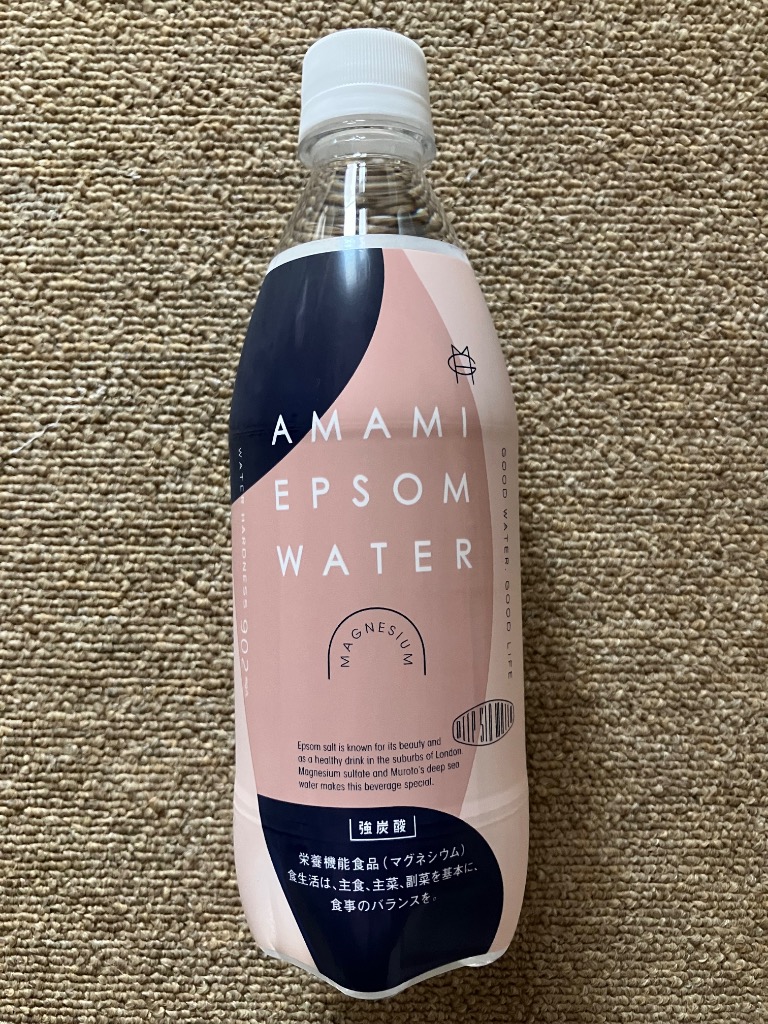 AMAMI
EPSOM
WATER
MAGNESIUM
Epsom salt is known for its beauty and
as a healthy drink in the suburbs of London.
Magnesium sulfate and Muroto's deep sea
water makes this beverage special.
強炭酸
栄養機能食品(マグネシウム)
食生活は、主食、主菜、副菜を基本に、
食事のバランスを。
WATER HARDNESS 902
GOOD WATER, GOOD LIFE
DEEP SEA WATER